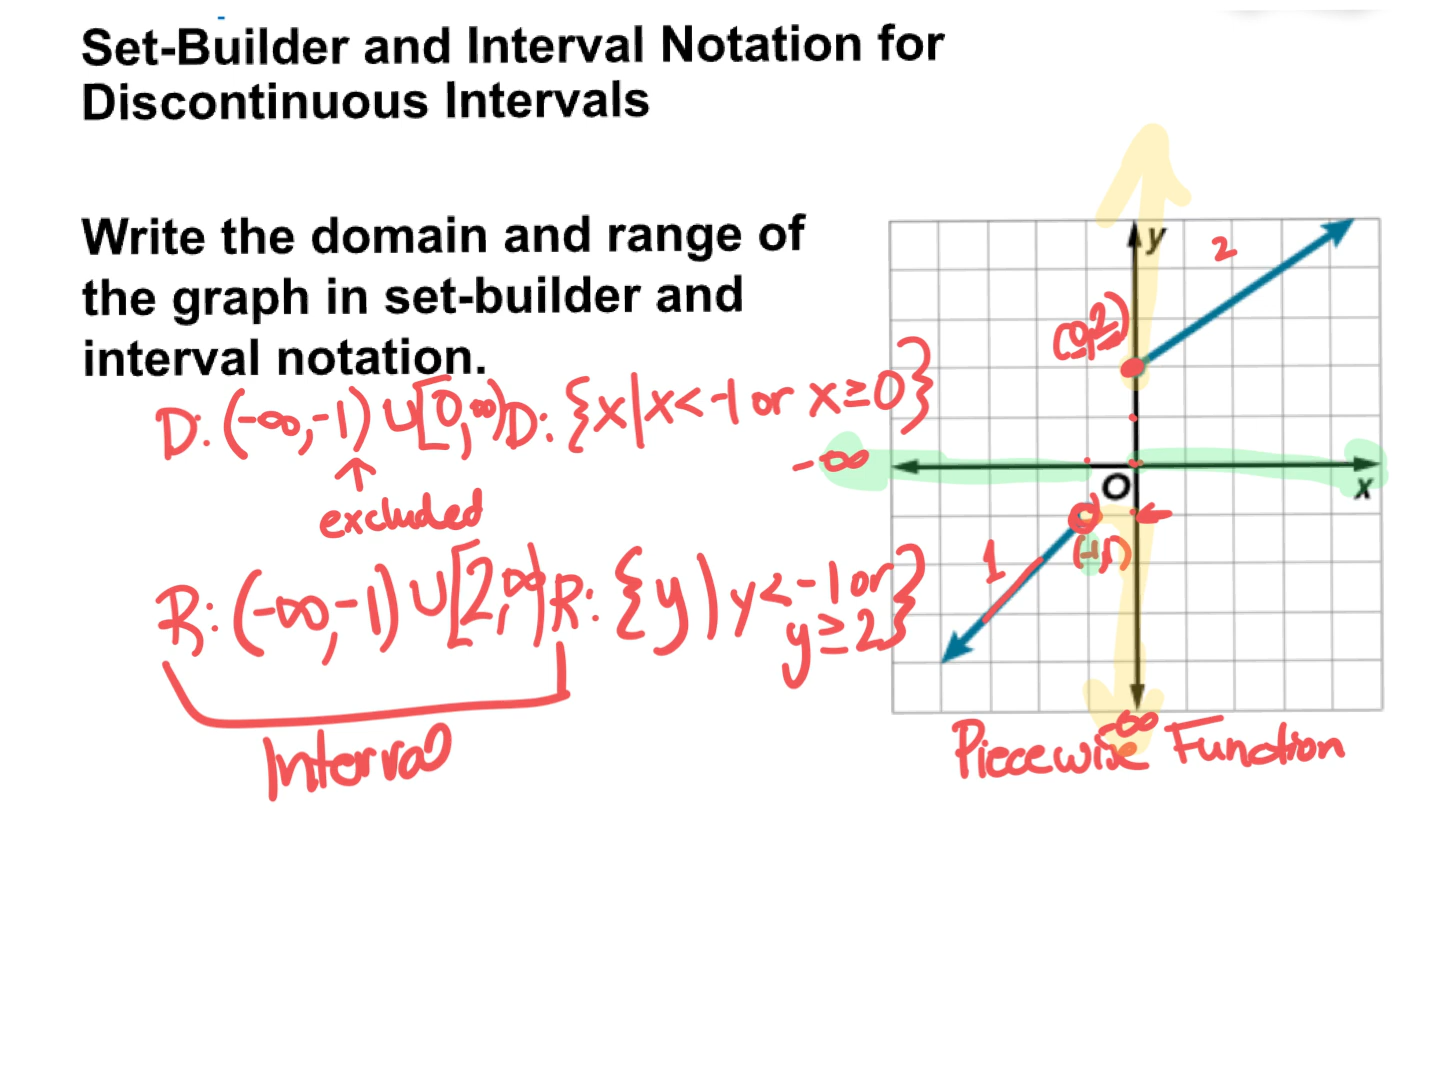 Set-Builder and Interval Notation for
Discontinuous Intervals
Write the domain and range of
the graph in set-builder and
interval notation.
D: (-∞,-1) ∪ [0,∞) D: {x|x<-1 or x≥0}
excluded
R: (-∞,-1) ∪ [2,∞) R: {y|y<-1 or
y≥2}
Interval
y
2
(0,2)
-∞
O
x
1
(-1,-1)
-∞
Piecewise Function